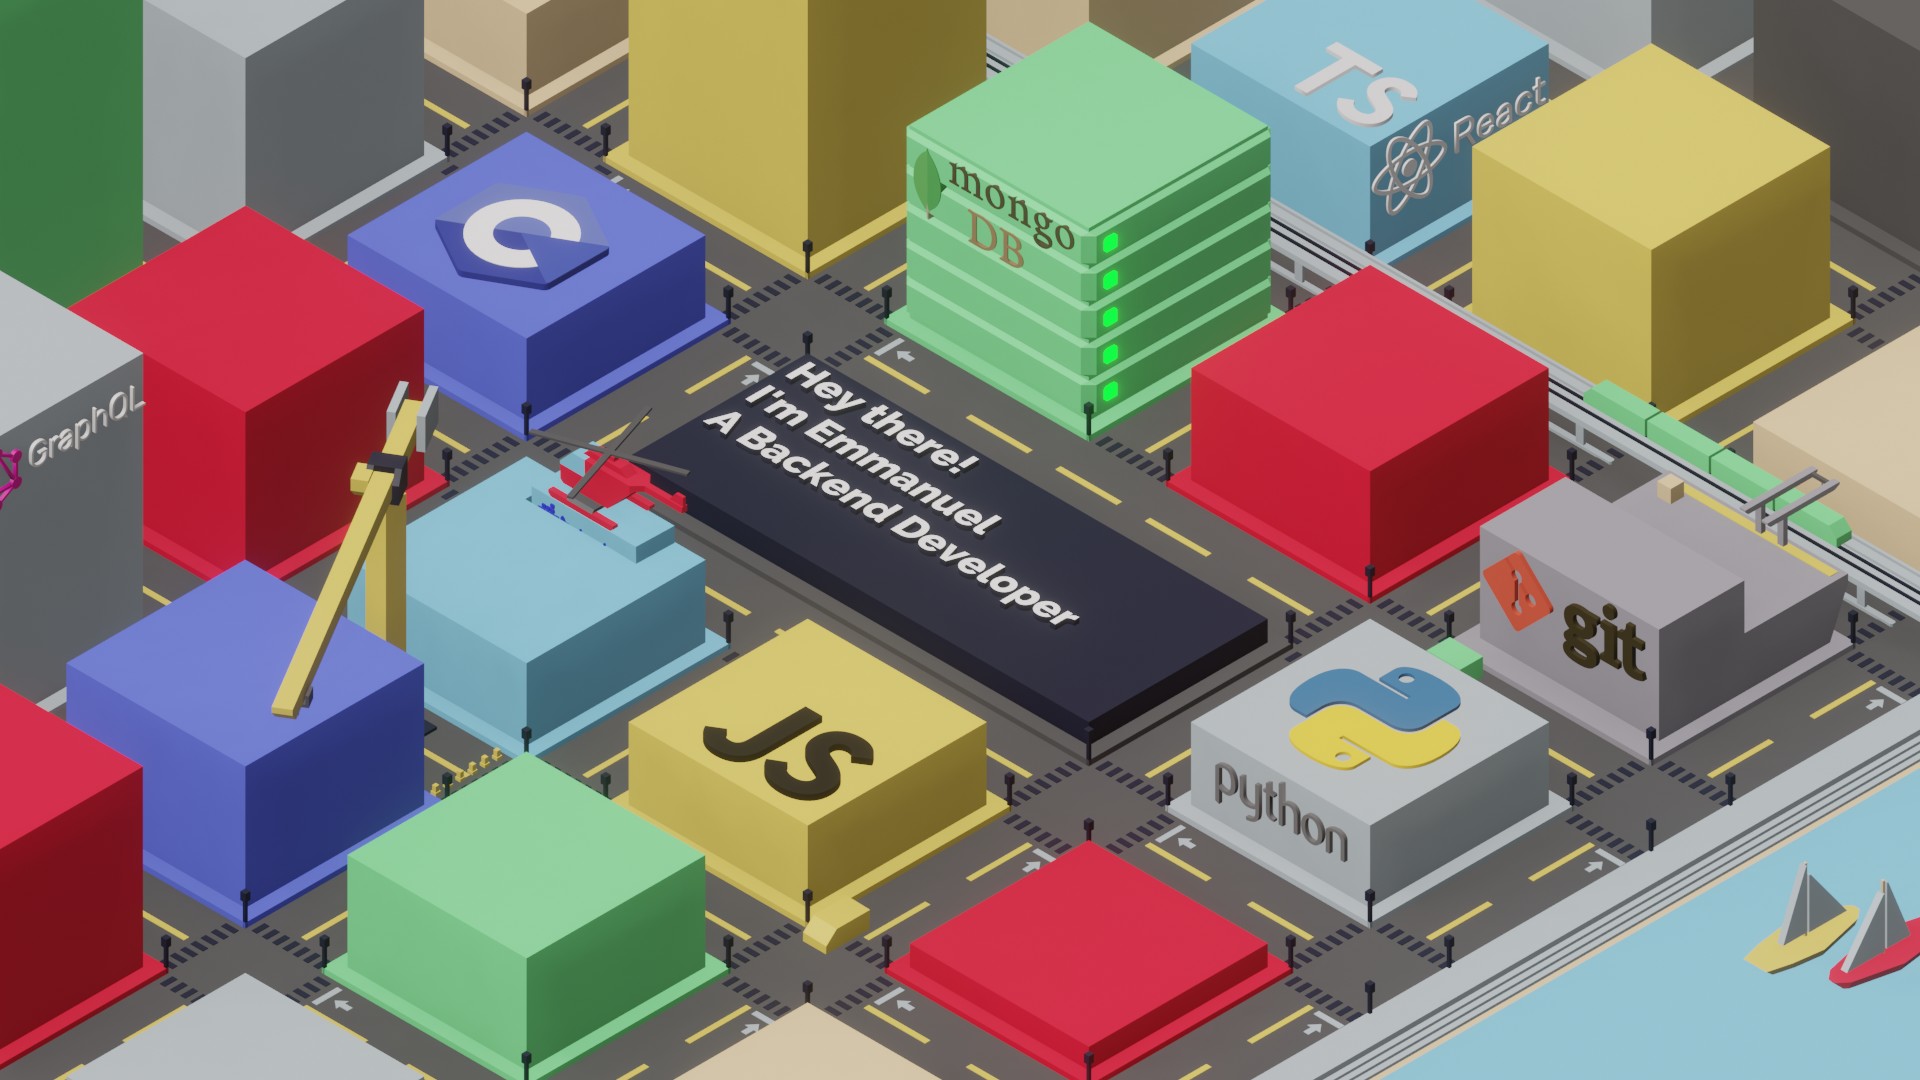 Hey there!
I'm Emmanuel
A Backend Developer
C
mongo
DB
TS
React
GraphQL
JS
python
git